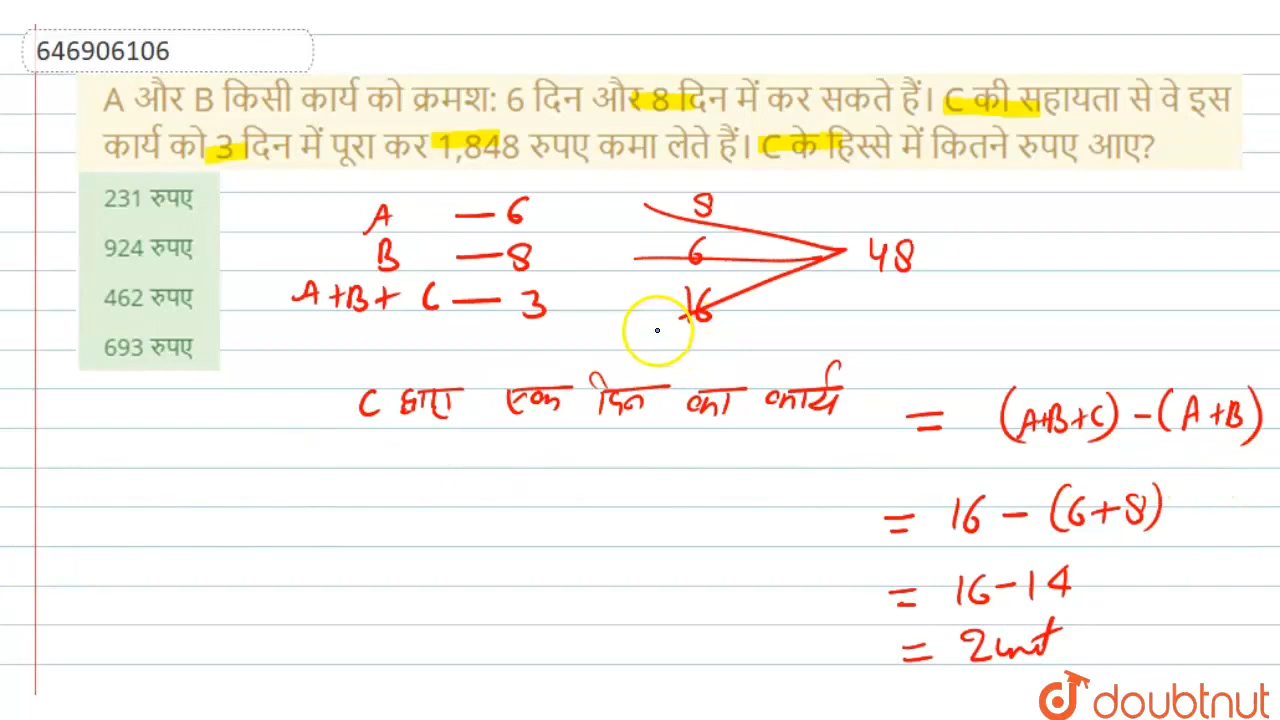 646906106
A और B किसी कार्य को क्रमश: 6 दिन और 8 दिन में कर सकते हैं। C की सहायता से वे इस
कार्य को 3 दिन में पूरा कर 1,848 रुपए कमा लेते हैं। C के हिस्से में कितने रुपए आए?
231 रुपए
924 रुपए
462 रुपए
693 रुपए
A — 6 8
B — 8 6 48
A+B+ C — 3 16
C द्वारा एक दिन का कार्य = (A+B+C) - (A+B)
= 16 - (6+8)
= 16-14
= 2 unit
doubtnut